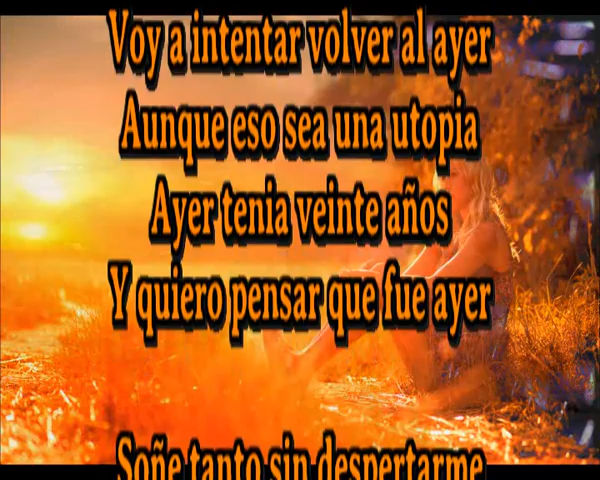 Voy a intentar volver al ayer
Aunque eso sea una utopia
Ayer tenia veinte años
Y quiero pensar que fue ayer
Soñe tanto sin despertarme